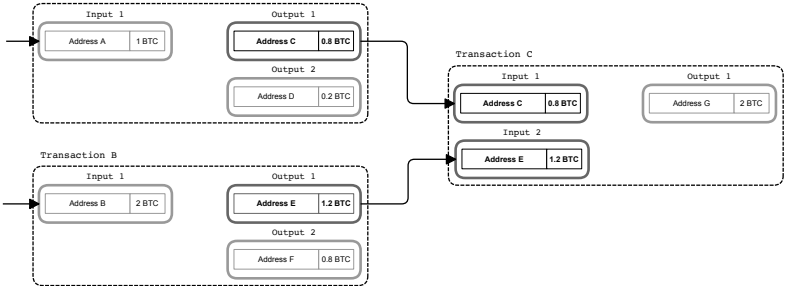 Input 1
Address A 1 BTC
Output 1
Address C 0.8 BTC
Output 2
Address D 0.2 BTC
Transaction B
Input 1
Address B 2 BTC
Output 1
Address E 1.2 BTC
Output 2
Address F 0.8 BTC
Transaction C
Input 1
Address C 0.8 BTC
Input 2
Address E 1.2 BTC
Output 1
Address G 2 BTC